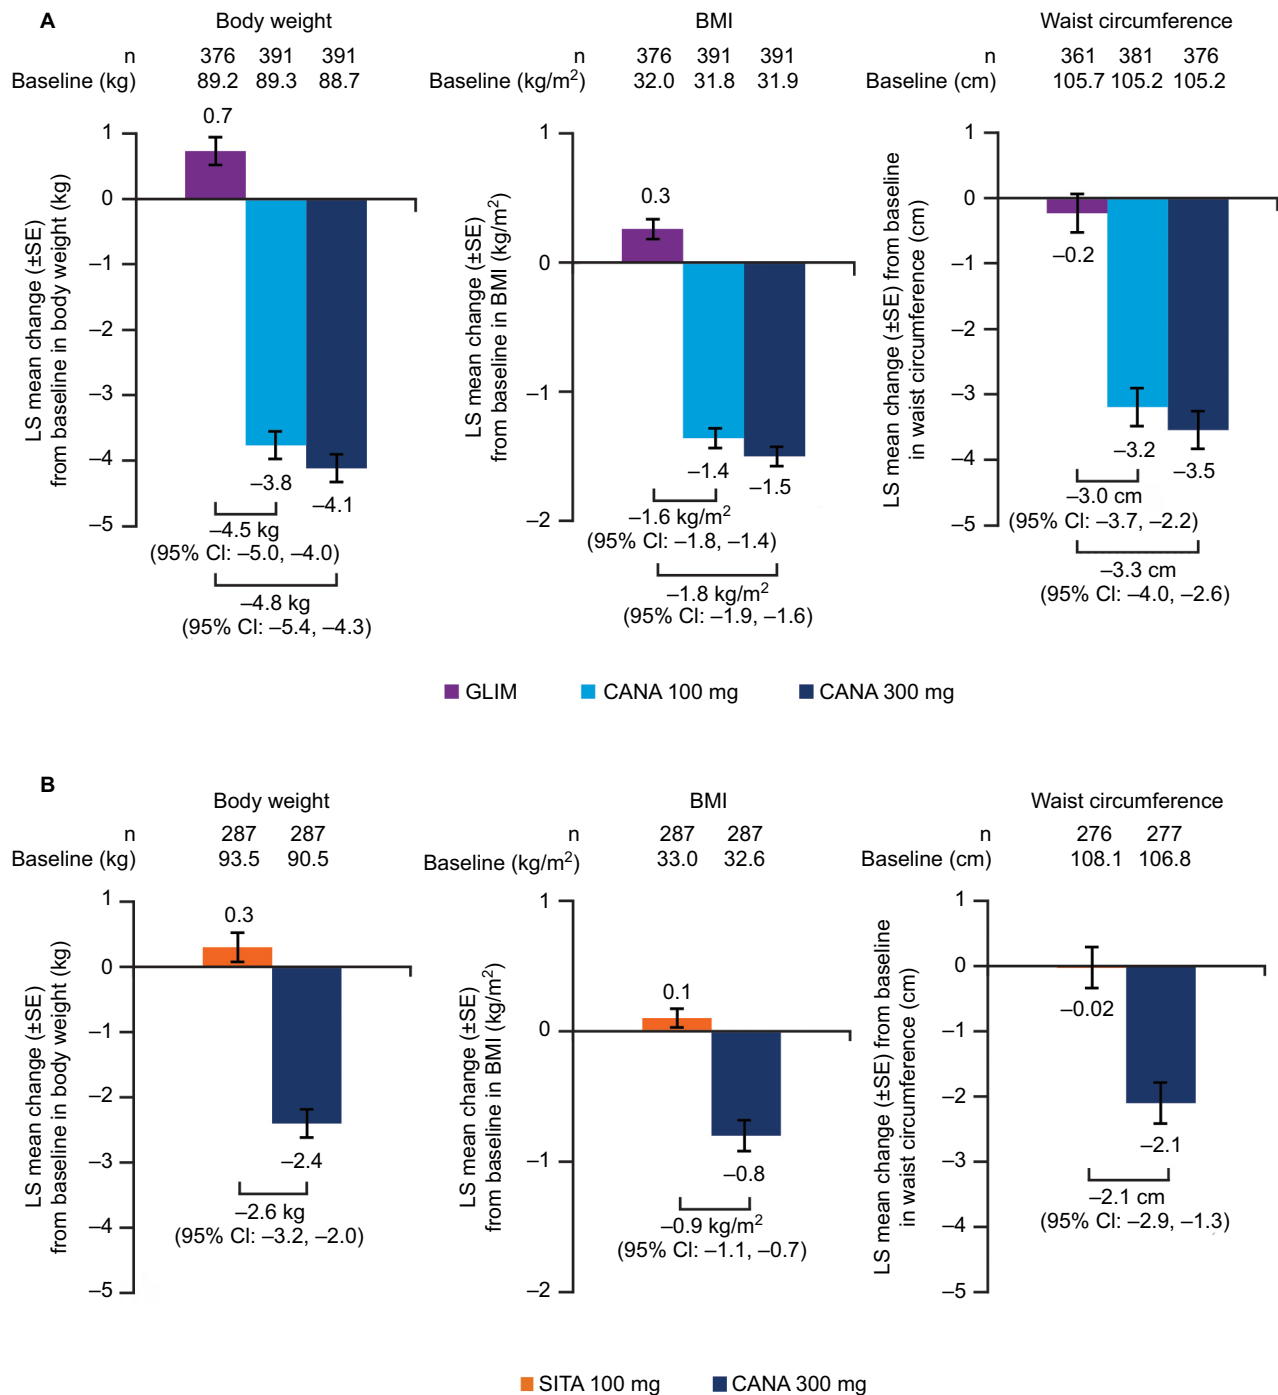 A
Body weight
n 376 391 391
Baseline (kg) 89.2 89.3 88.7
LS mean change (±SE)
from baseline in body weight (kg)
1
0
–1
–2
–3
–4
–5
0.7
–3.8
–4.1
–4.5 kg
(95% CI: –5.0, –4.0)
–4.8 kg
(95% CI: –5.4, –4.3)
BMI
n 376 391 391
Baseline (kg/m²) 32.0 31.8 31.9
LS mean change (±SE)
from baseline in BMI (kg/m²)
1
0
–1
–2
0.3
–1.4
–1.5
–1.6 kg/m²
(95% CI: –1.8, –1.4)
–1.8 kg/m²
(95% CI: –1.9, –1.6)
Waist circumference
n 361 381 376
Baseline (cm) 105.7 105.2 105.2
LS mean change (±SE) from baseline
in waist circumference (cm)
1
0
–1
–2
–3
–4
–5
–0.2
–3.2
–3.5
–3.0 cm
(95% CI: –3.7, –2.2)
–3.3 cm
(95% CI: –4.0, –2.6)
GLIM CANA 100 mg CANA 300 mg
B
Body weight
n 287 287
Baseline (kg) 93.5 90.5
LS mean change (±SE)
from baseline in body weight (kg)
1
0
–1
–2
–3
–4
–5
0.3
–2.4
–2.6 kg
(95% CI: –3.2, –2.0)
BMI
n 287 287
Baseline (kg/m²) 33.0 32.6
LS mean change (±SE)
from baseline in BMI (kg/m²)
1
0
–1
–2
0.1
–0.8
–0.9 kg/m²
(95% CI: –1.1, –0.7)
Waist circumference
n 276 277
Baseline (cm) 108.1 106.8
LS mean change (±SE) from baseline
in waist circumference (cm)
1
0
–1
–2
–3
–4
–5
–0.02
–2.1
–2.1 cm
(95% CI: –2.9, –1.3)
SITA 100 mg CANA 300 mg